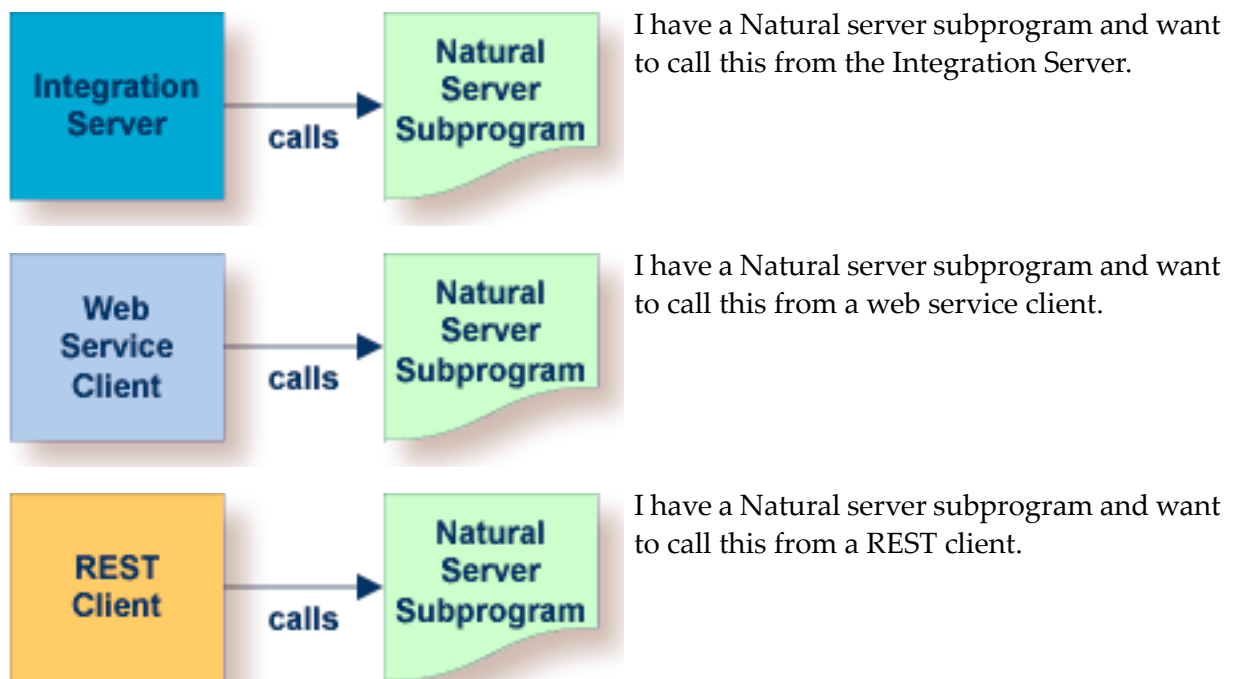 Integration
Server
calls
Natural
Server
Subprogram
I have a Natural server subprogram and want
to call this from the Integration Server.
Web
Service
Client
calls
Natural
Server
Subprogram
I have a Natural server subprogram and want
to call this from a web service client.
REST
Client
calls
Natural
Server
Subprogram
I have a Natural server subprogram and want
to call this from a REST client.